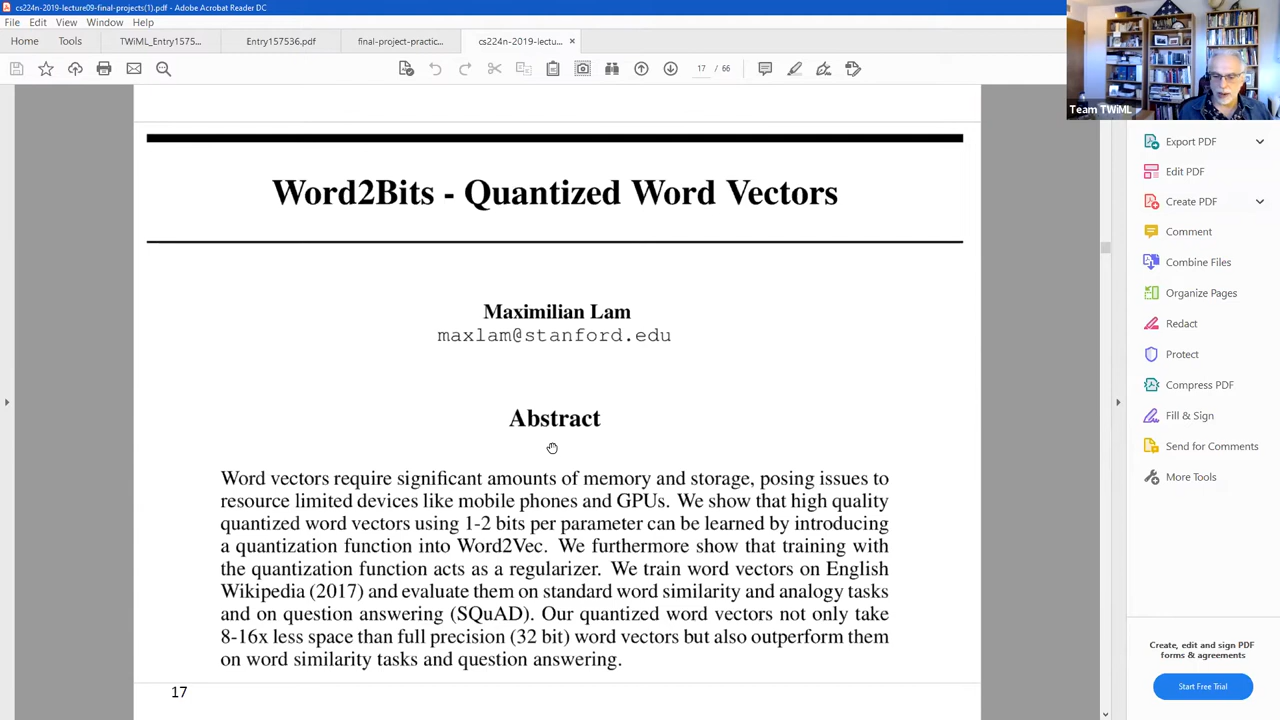 cs224n-2019-lecture09-final-projects(1).pdf - Adobe Acrobat Reader DC
File Edit View Window Help
Home Tools TWiML_Entry1575... Entry157536.pdf final-project-practic... cs224n-2019-lectu... ×
17 / 66
Team TWiML
Word2Bits - Quantized Word Vectors
Maximilian Lam
maxlam@stanford.edu
Abstract
Word vectors require significant amounts of memory and storage, posing issues to
resource limited devices like mobile phones and GPUs. We show that high quality
quantized word vectors using 1-2 bits per parameter can be learned by introducing
a quantization function into Word2Vec. We furthermore show that training with
the quantization function acts as a regularizer. We train word vectors on English
Wikipedia (2017) and evaluate them on standard word similarity and analogy tasks
and on question answering (SQuAD). Our quantized word vectors not only take
8-16x less space than full precision (32 bit) word vectors but also outperform them
on word similarity tasks and question answering.
17
Export PDF
Edit PDF
Create PDF
Comment
Combine Files
Organize Pages
Redact
Protect
Compress PDF
Fill & Sign
Send for Comments
More Tools
Create, edit and sign PDF
forms & agreements
Start Free Trial